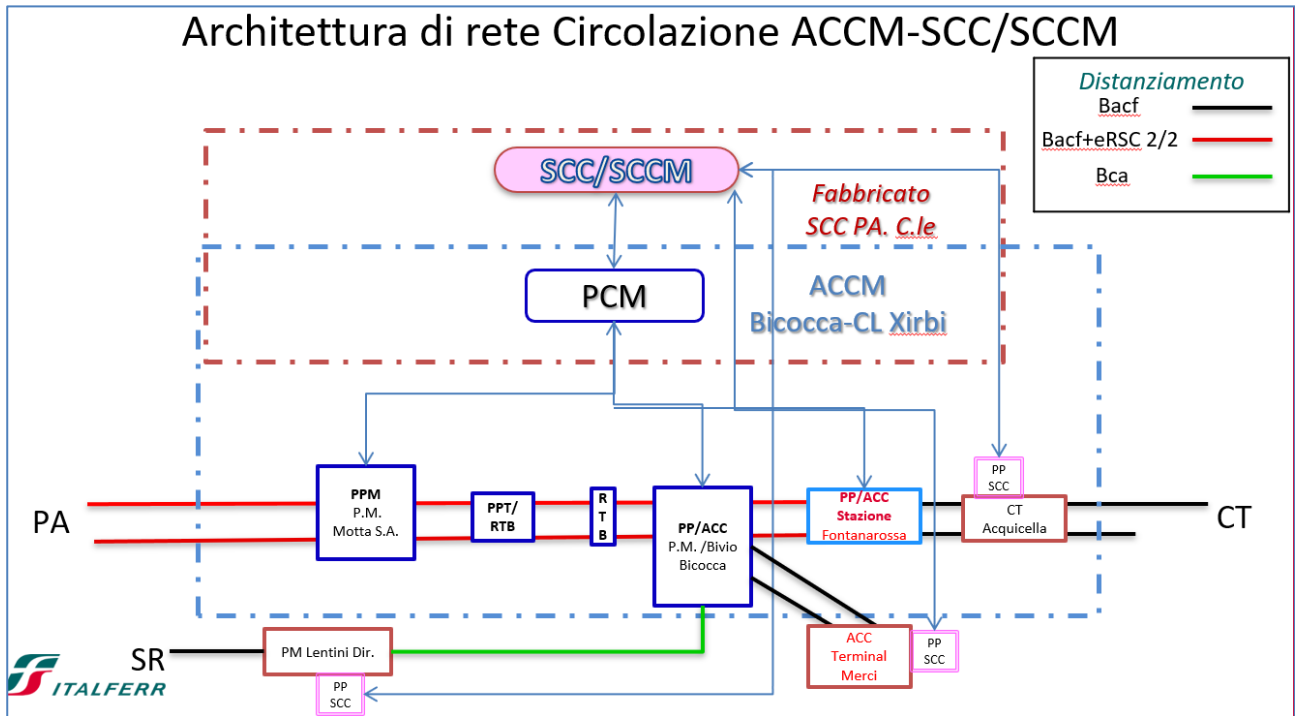 Architettura di rete Circolazione ACCM-SCC/SCCM
Distanziamento
Bacf
Bacf+eRSC 2/2
Bca
SCC/SCCM
Fabbricato
SCC PA. C.le
PCM
ACCM
Bicocca-CL Xirbi
PA
PPM
P.M.
Motta S.A.
PPT/
RTB
R
T
B
PP/ACC
P.M. /Bivio
Bicocca
PP/ACC
Stazione
Fontanarossa
PP
SCC
CT
Acquicella
CT
SR
PM Lentini Dir.
PP
SCC
ACC
Terminal
Merci
PP
SCC
ITALFERR